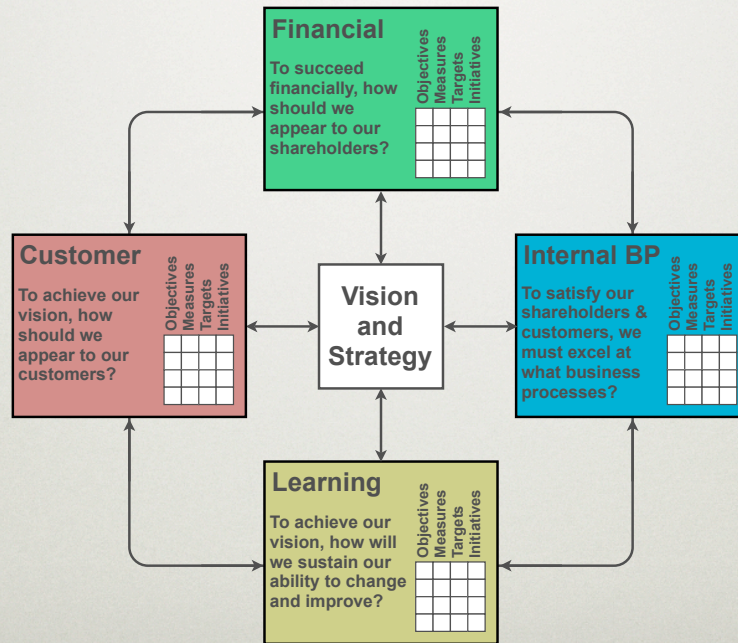 Financial
To succeed
financially, how
should we
appear to our
shareholders?
Objectives
Measures
Targets
Initiatives
Customer
To achieve our
vision, how
should we
appear to our
customers?
Objectives
Measures
Targets
Initiatives
Vision
and
Strategy
Internal BP
To satisfy our
shareholders &
customers, we
must excel at
what business
processes?
Objectives
Measures
Targets
Initiatives
Learning
To achieve our
vision, how will
we sustain our
ability to change
and improve?
Objectives
Measures
Targets
Initiatives